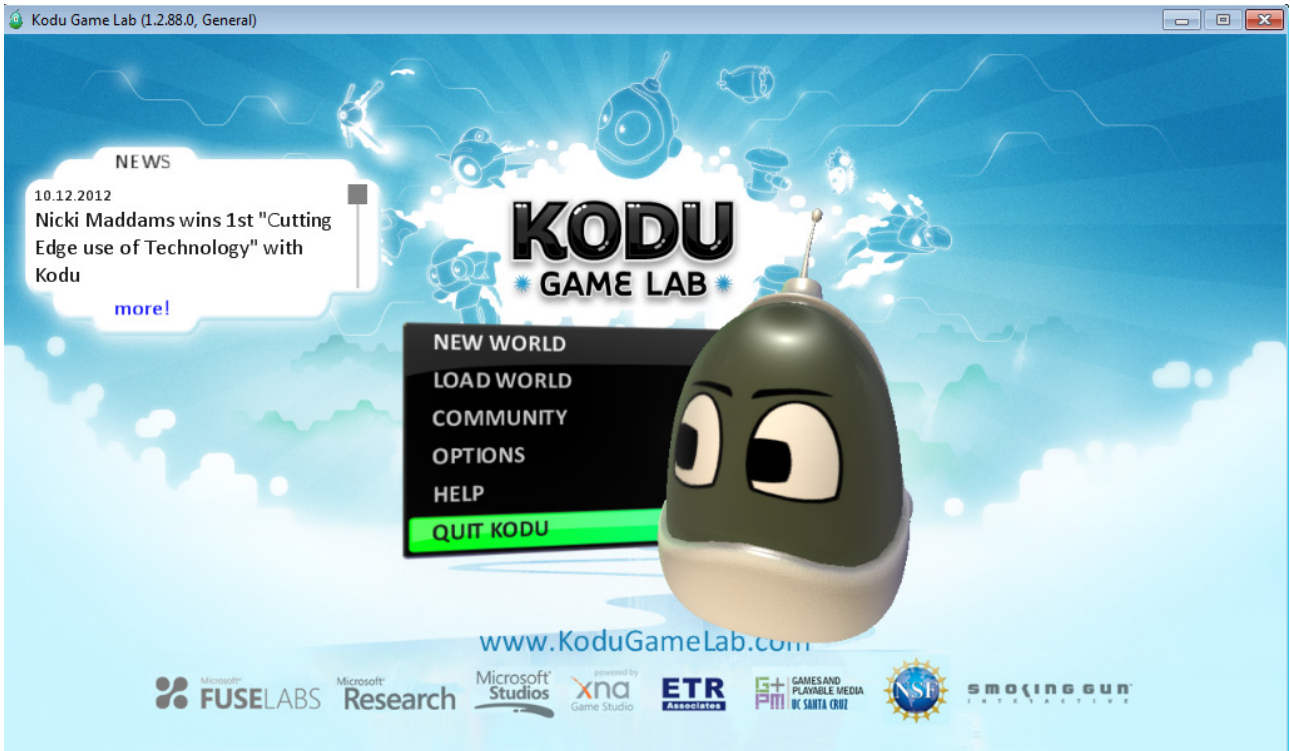 Kodu Game Lab (1.2.88.0, General)
NEWS
10.12.2012
Nicki Maddams wins 1st "Cutting
Edge use of Technology" with
Kodu
more!
KODU
GAME LAB
NEW WORLD
LOAD WORLD
COMMUNITY
OPTIONS
HELP
QUIT KODU
www.KoduGameLab.com
Microsoft
FUSELABS
Microsoft
Research
Microsoft
Studios
powered by
xna
Game Studio
ETR
Associates
G+
PM
GAMES AND
PLAYABLE MEDIA
UC SANTA CRUZ
NSF
SMOKING GUN
INTERACTIVE